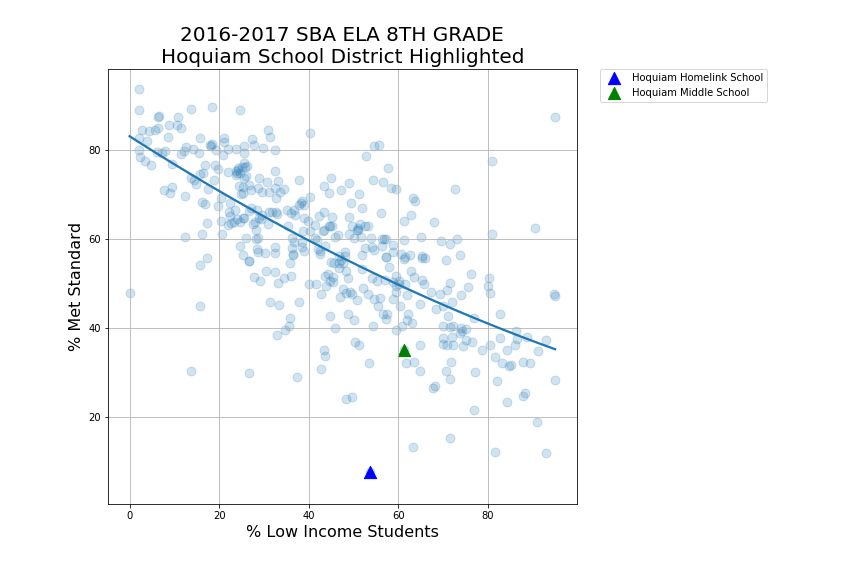 2016-2017 SBA ELA 8TH GRADE
Hoquiam School District Highlighted
Hoquiam Homelink School
Hoquiam Middle School
% Met Standard
80
60
40
20
0
20
40
60
80
% Low Income Students